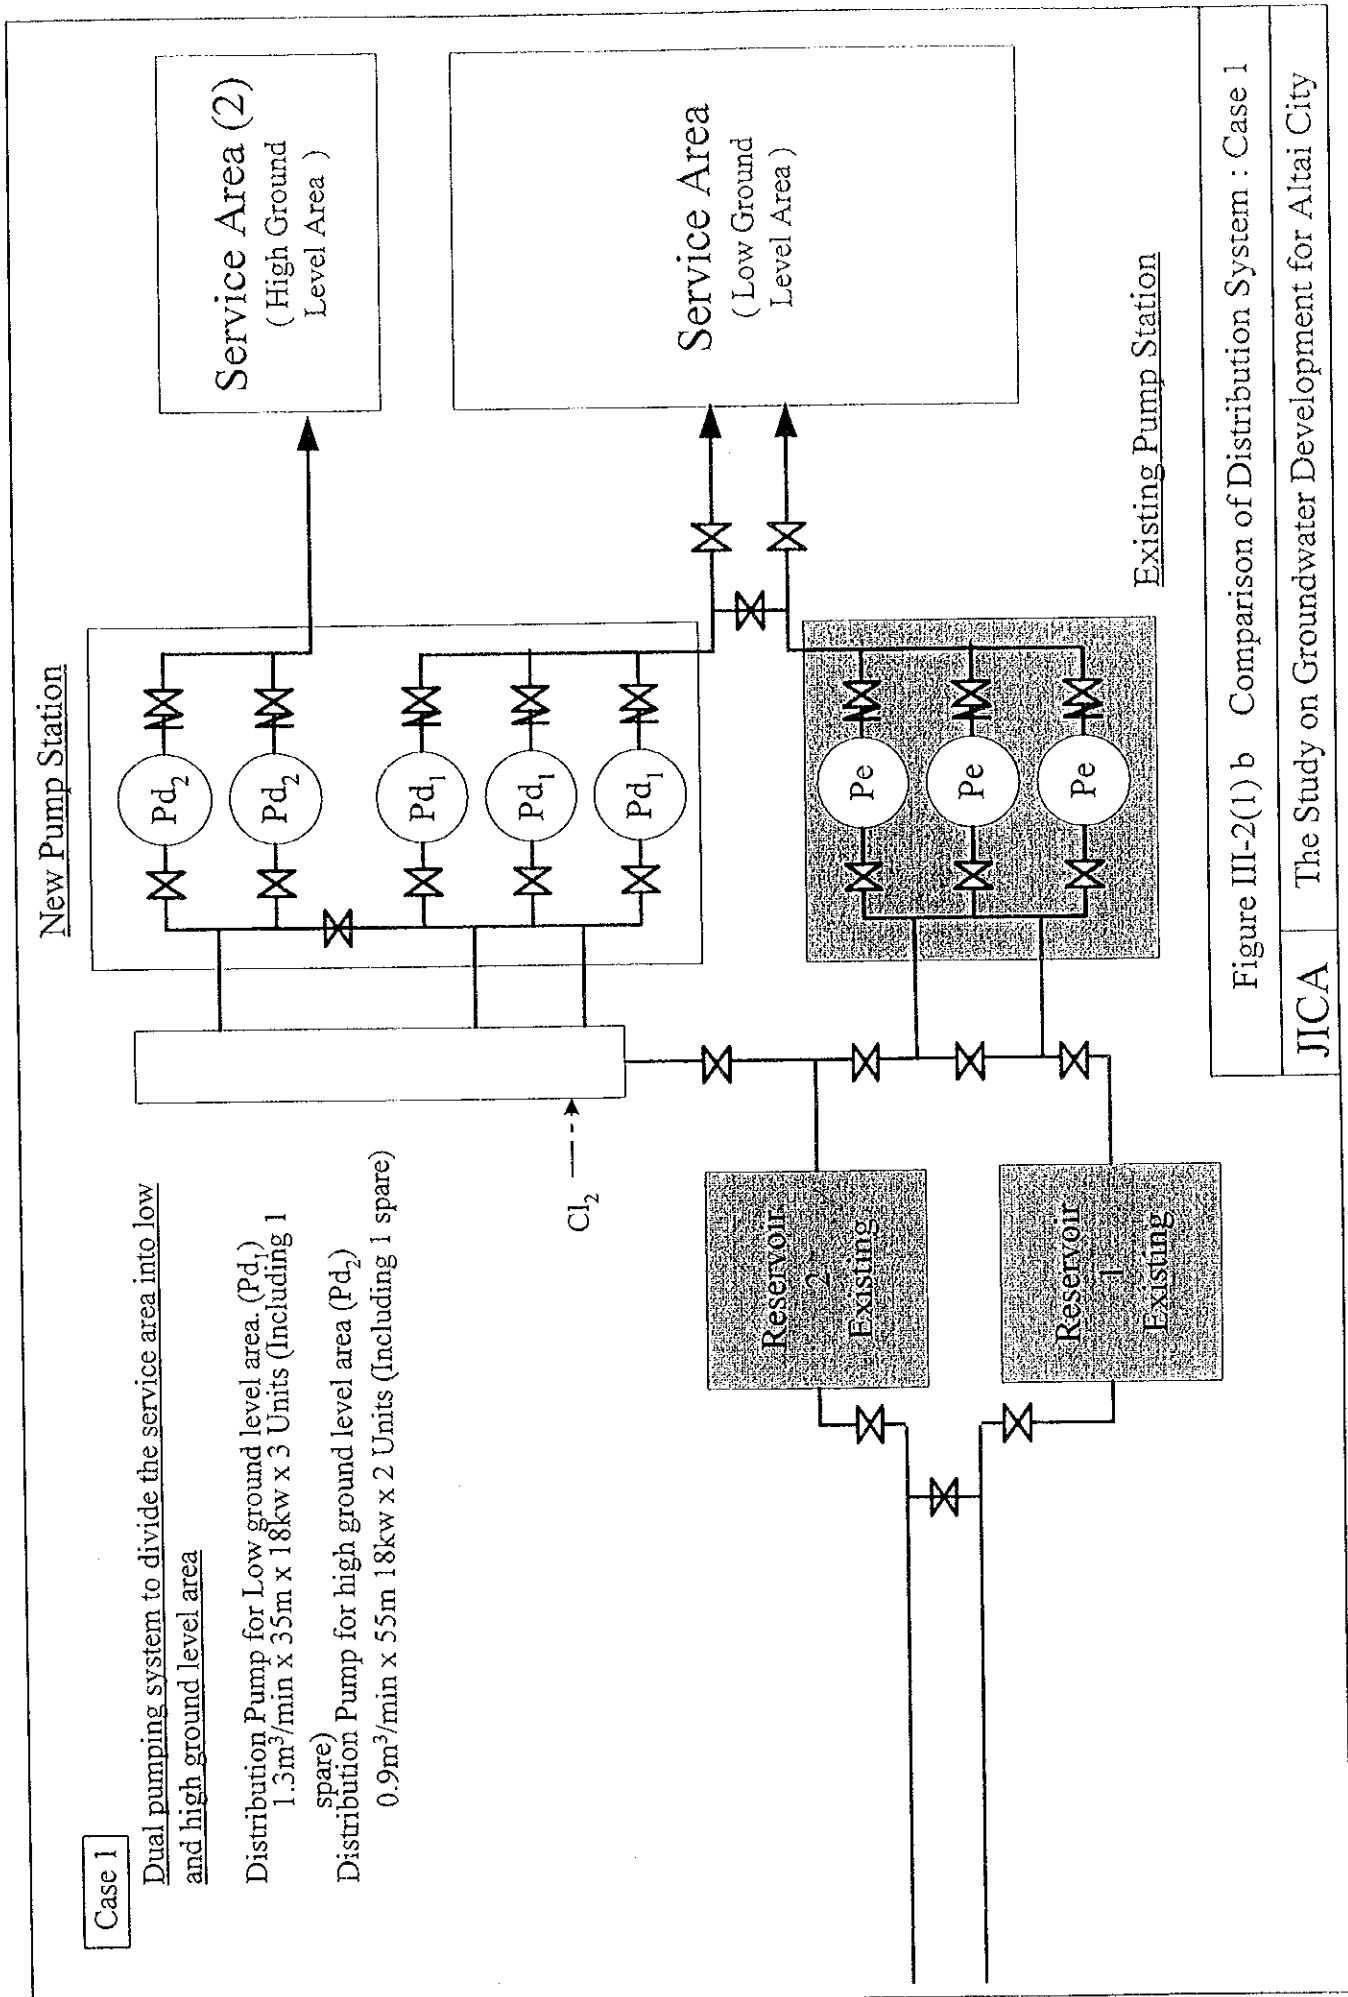 Case 1
Dual pumping system to divide the service area into low
and high ground level area
Distribution Pump for Low ground level area. (Pd₁)
1.3m³/min x 35m x 18kw x 3 Units (Including 1
spare)
Distribution Pump for high ground level area (Pd₂)
0.9m³/min x 55m 18kw x 2 Units (Including 1 spare)
Cl₂
New Pump Station
Pd₂
Pd₂
Pd₁
Pd₁
Pd₁
Service Area (2)
( High Ground
Level Area )
Service Area
( Low Ground
Level Area )
Reservoir
2
Existing
Reservoir
1
Existing
Pe
Pe
Pe
Existing Pump Station
Figure III-2(1) b Comparison of Distribution System : Case 1
JICA The Study on Groundwater Development for Altai City